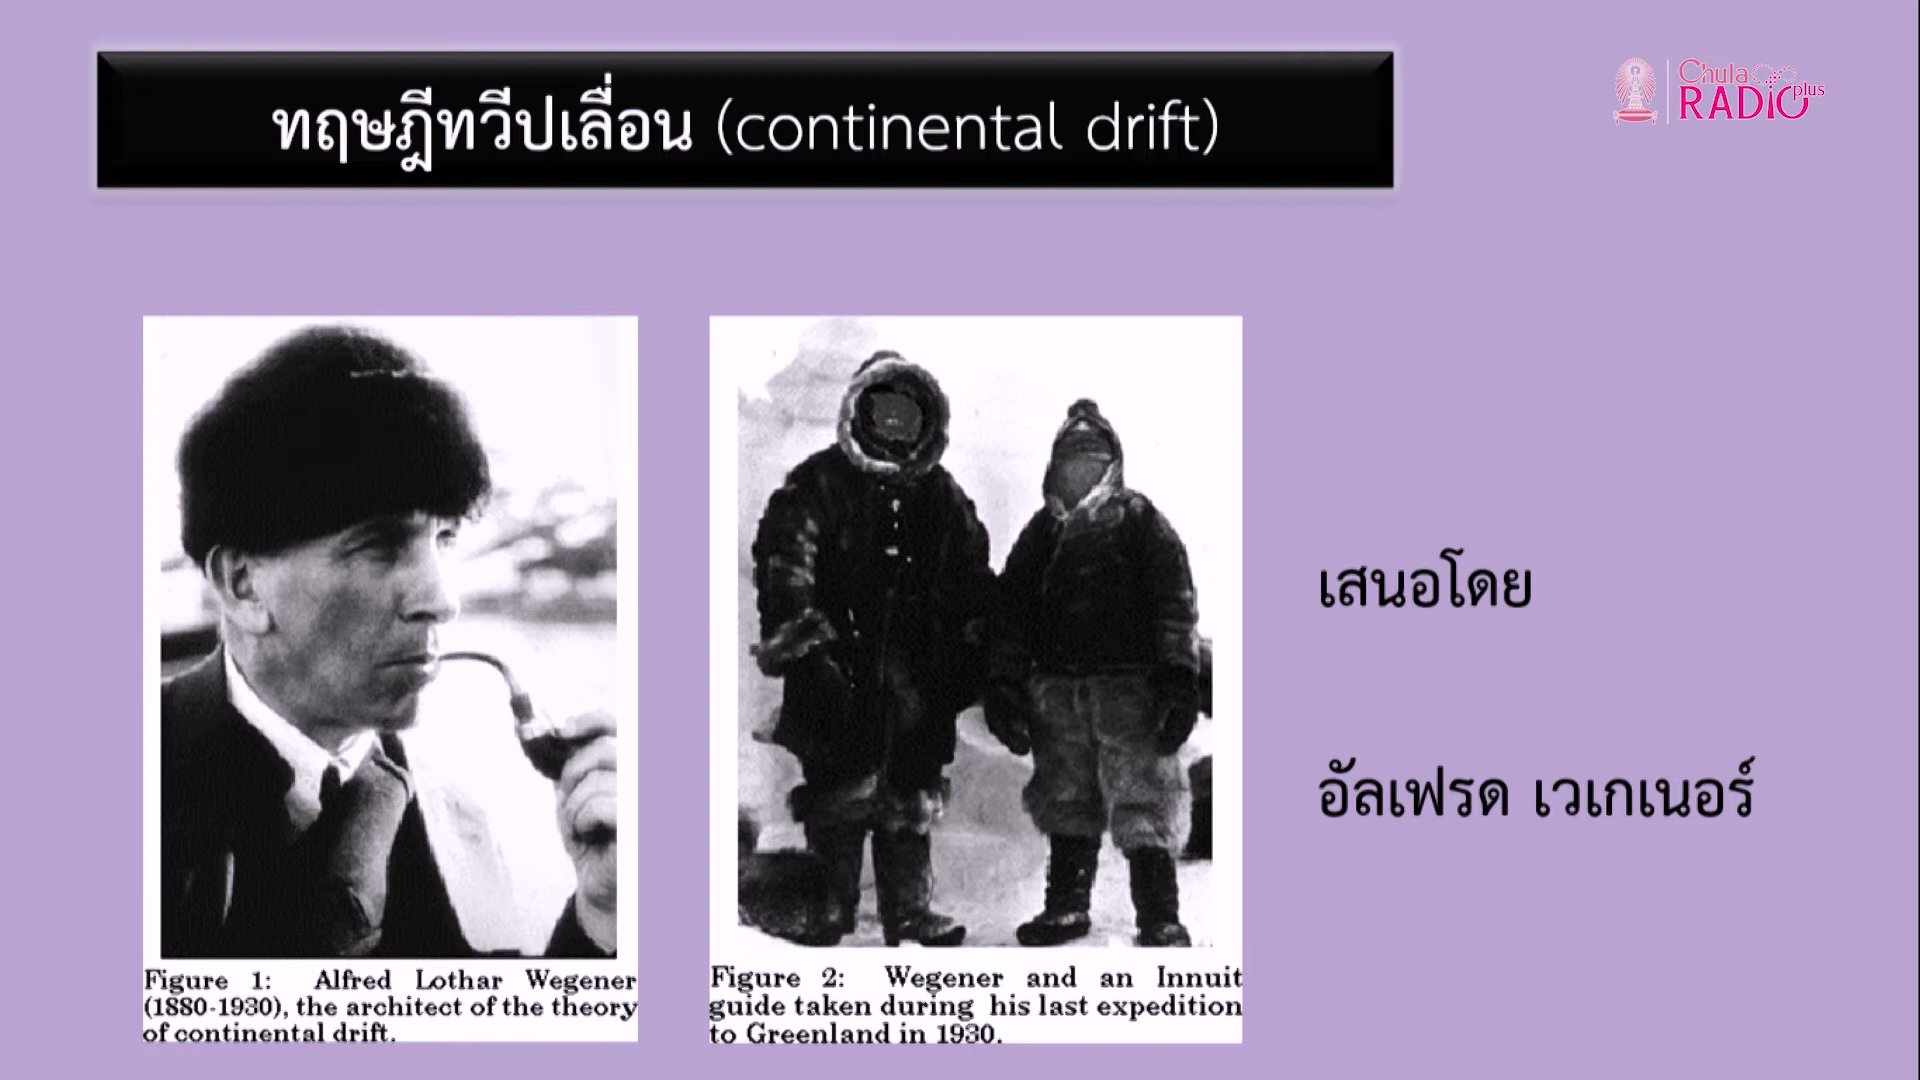 ทฤษฎีทวีปเลื่อน (continental drift)
Chula
RADIO plus
เสนอโดย
อัลเฟรด เวเกเนอร์
Figure 1: Alfred Lothar Wegener
(1880-1930), the architect of the theory
of continental drift.
Figure 2: Wegener and an Innuit
guide taken during his last expedition
to Greenland in 1930.